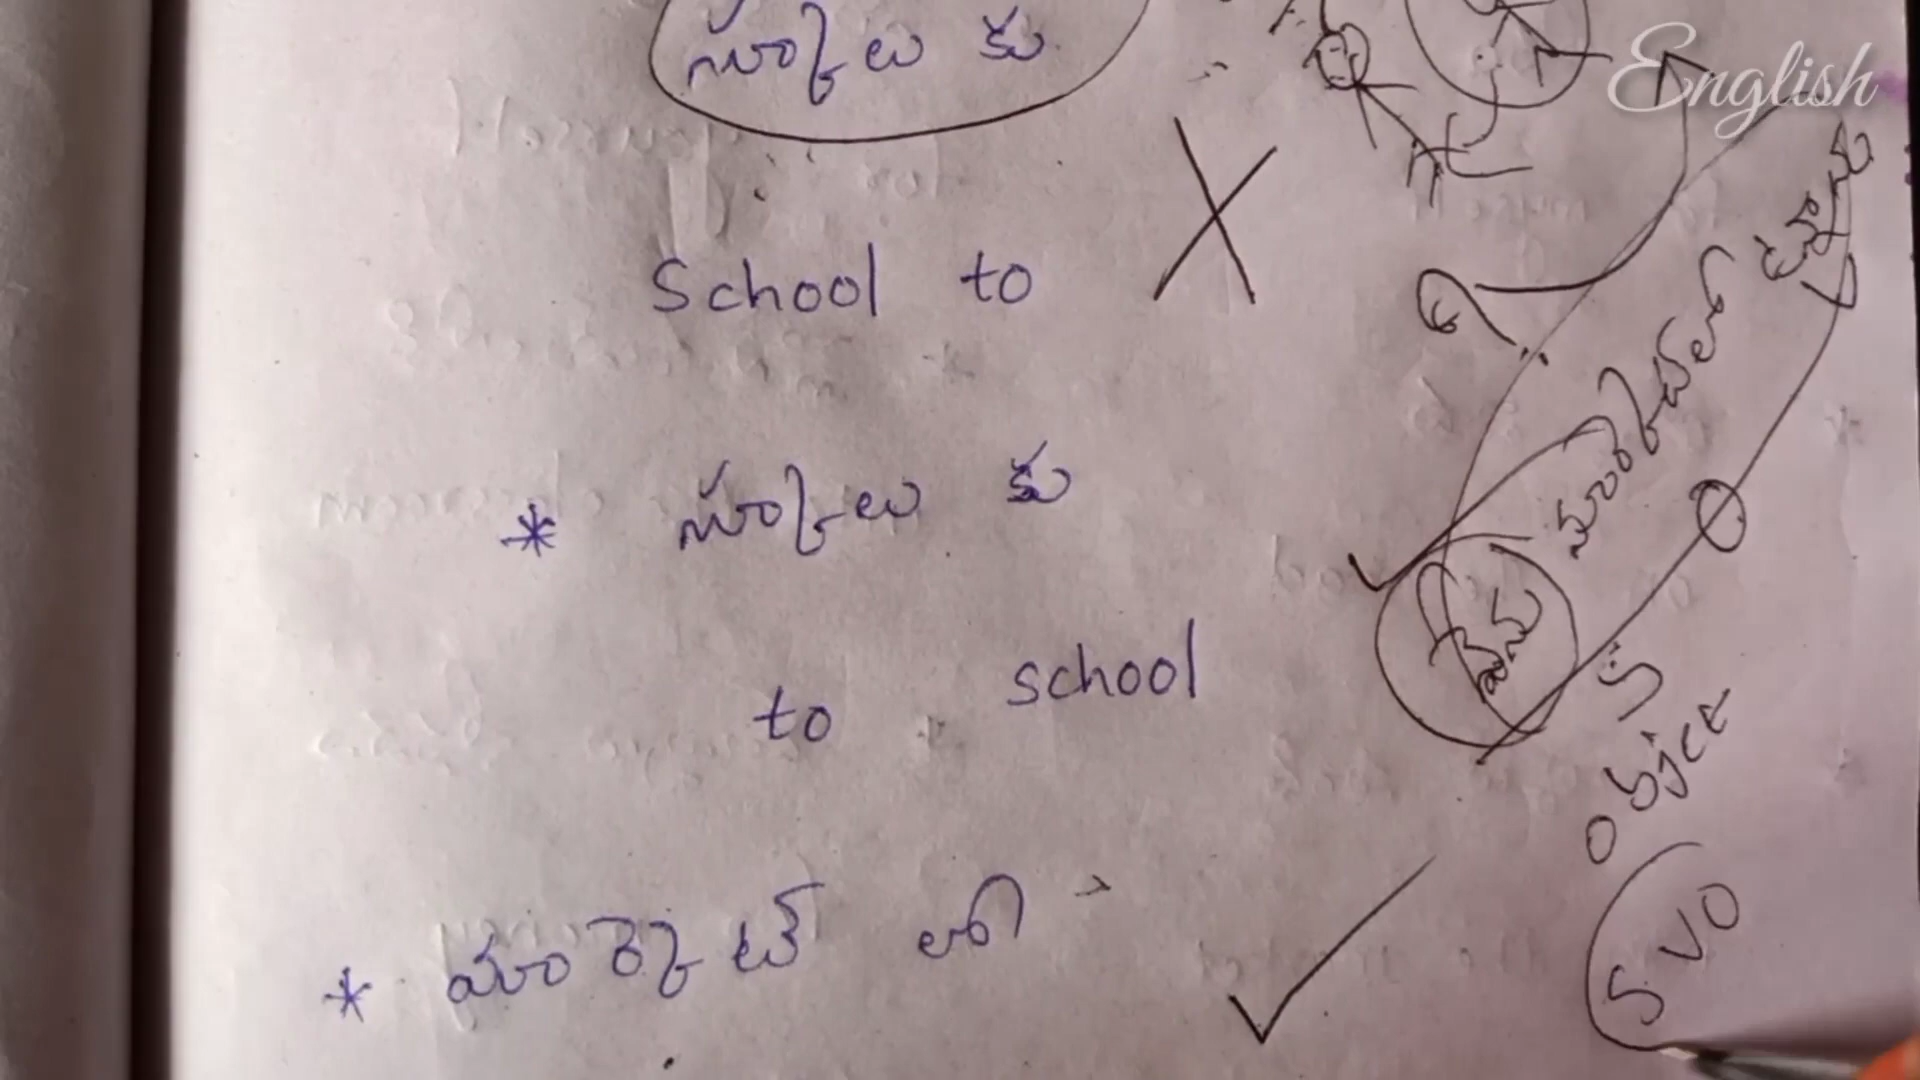 స్కూలు కు
English
School to
* స్కూలు కు
to school
* మార్కెట్ లో
object
SVO